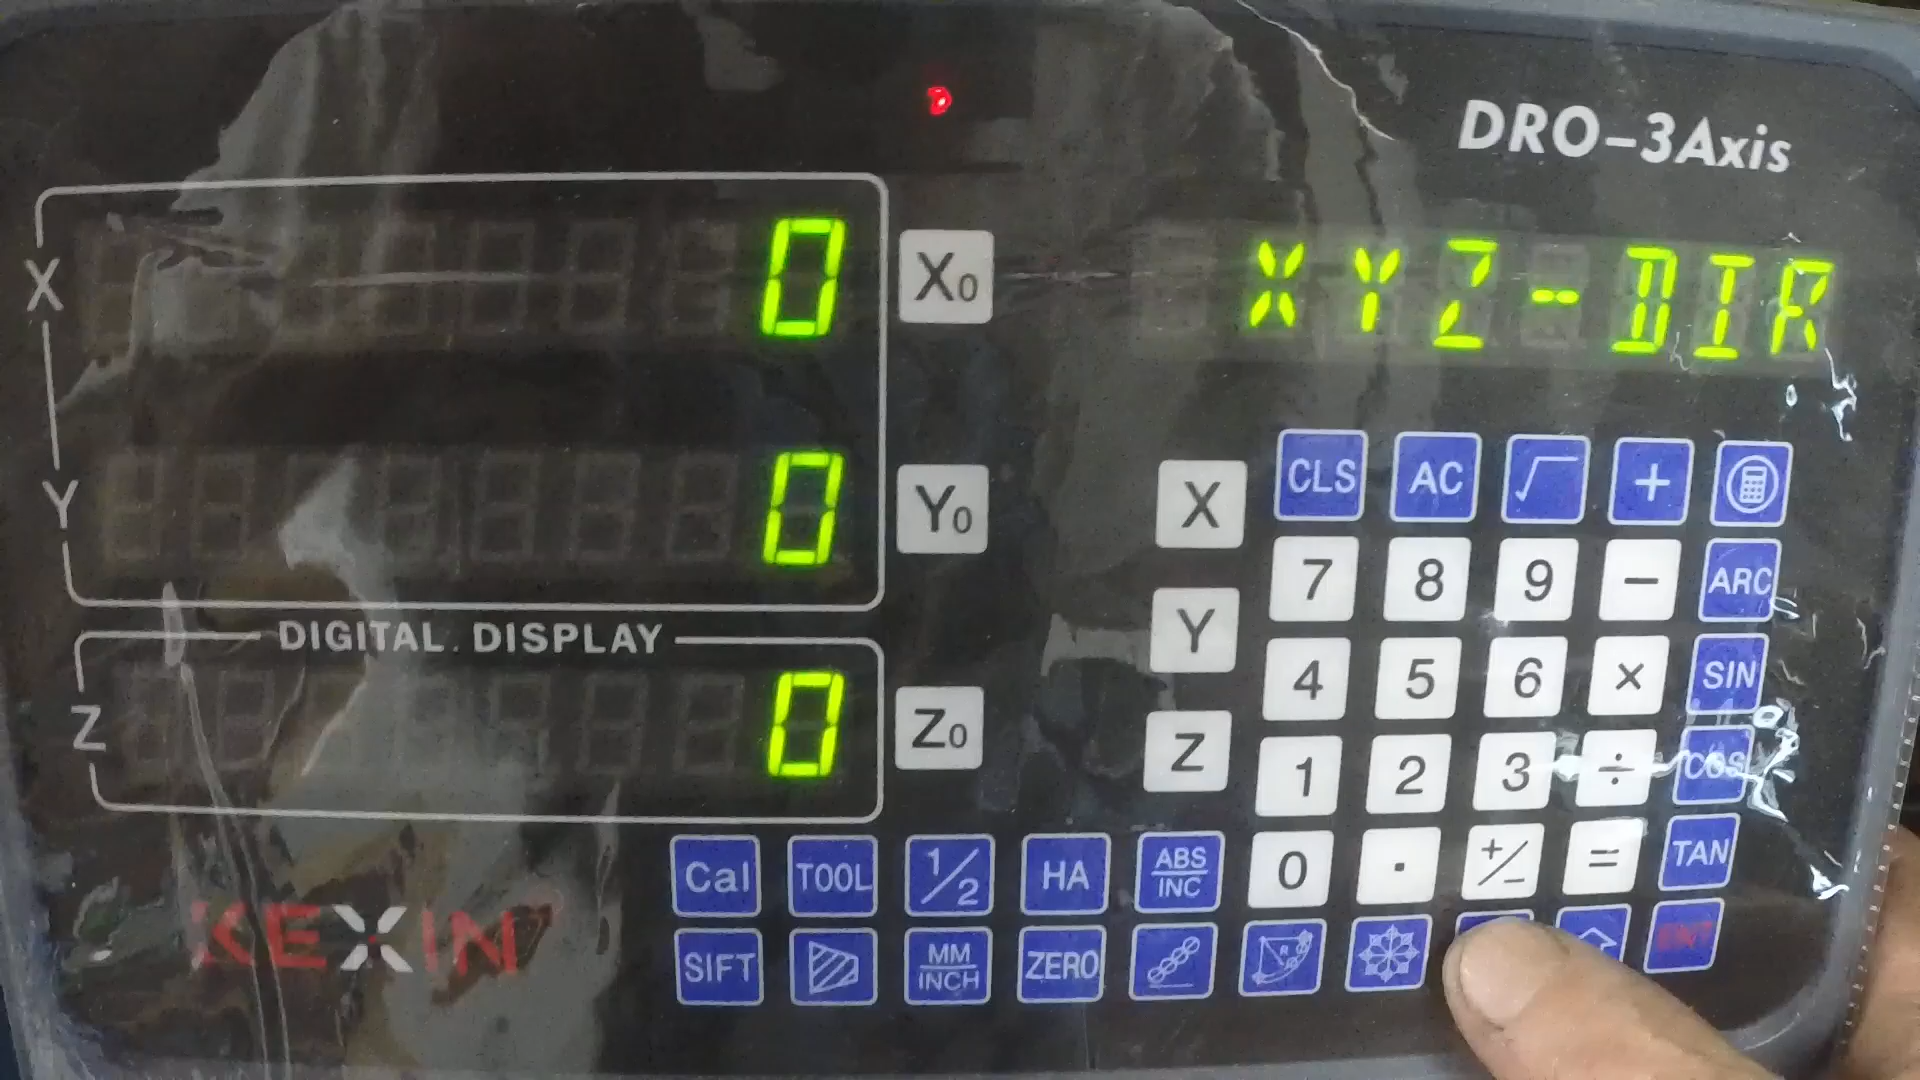 DRO-3Axis
X 0 X0
XYZ-DIR
Y 0 Y0
DIGITAL. DISPLAY
Z 0 Z0
CLS AC √ +
X
7 8 9 - ARC
Y
4 5 6 × SIN
Z
1 2 3 ÷ COS
0 . +/- = TAN
Cal TOOL 1/2 HA ABS/INC
KEXIN
SIFT MM/INCH ZERO R ENT